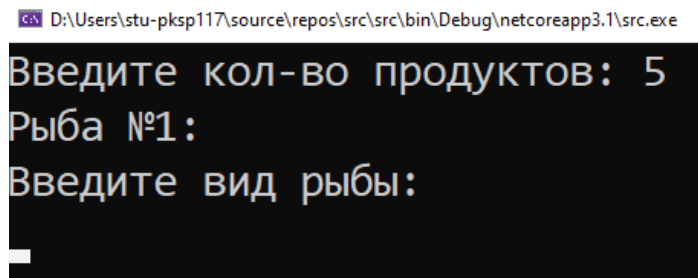 D:\Users\stu-pksp117\source\repos\src\src\bin\Debug\netcoreapp3.1\src.exe
Введите кол-во продуктов: 5
Рыба №1:
Введите вид рыбы: